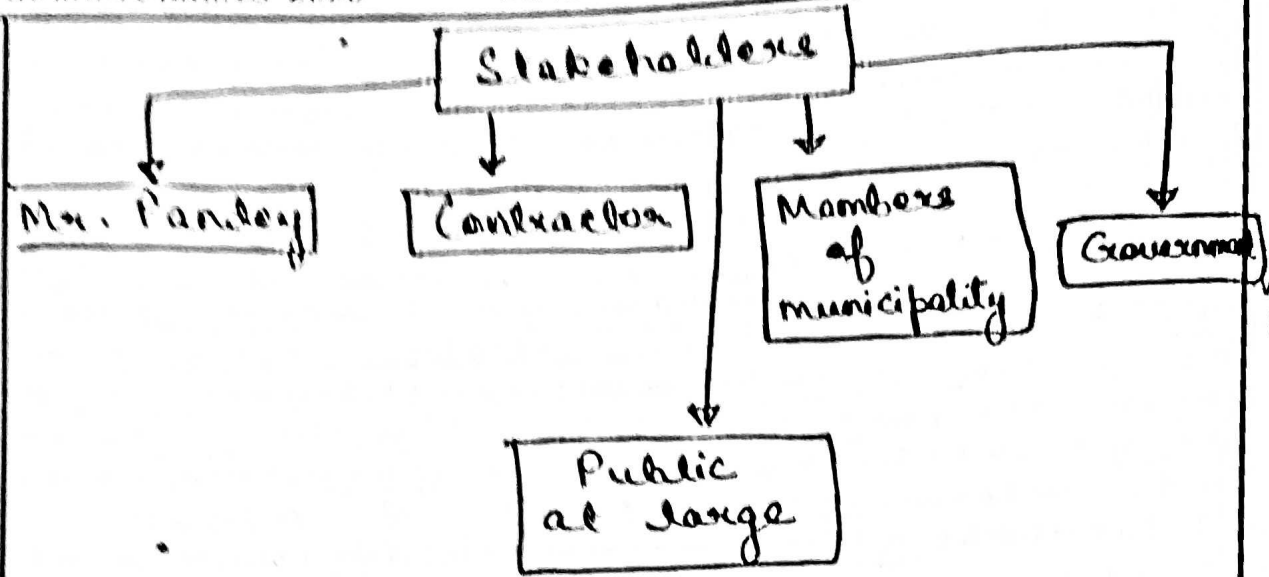 Stakeholders
Mr. Pandey
Contractor
Members
of
municipality
Government
Public
at large